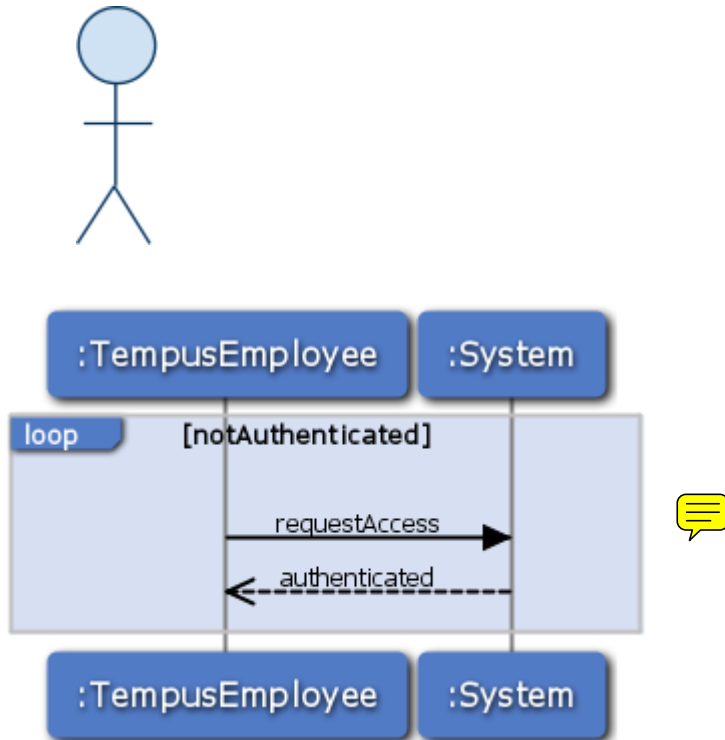 :TempusEmployee :System
loop [notAuthenticated]
requestAccess
authenticated
:TempusEmployee :System